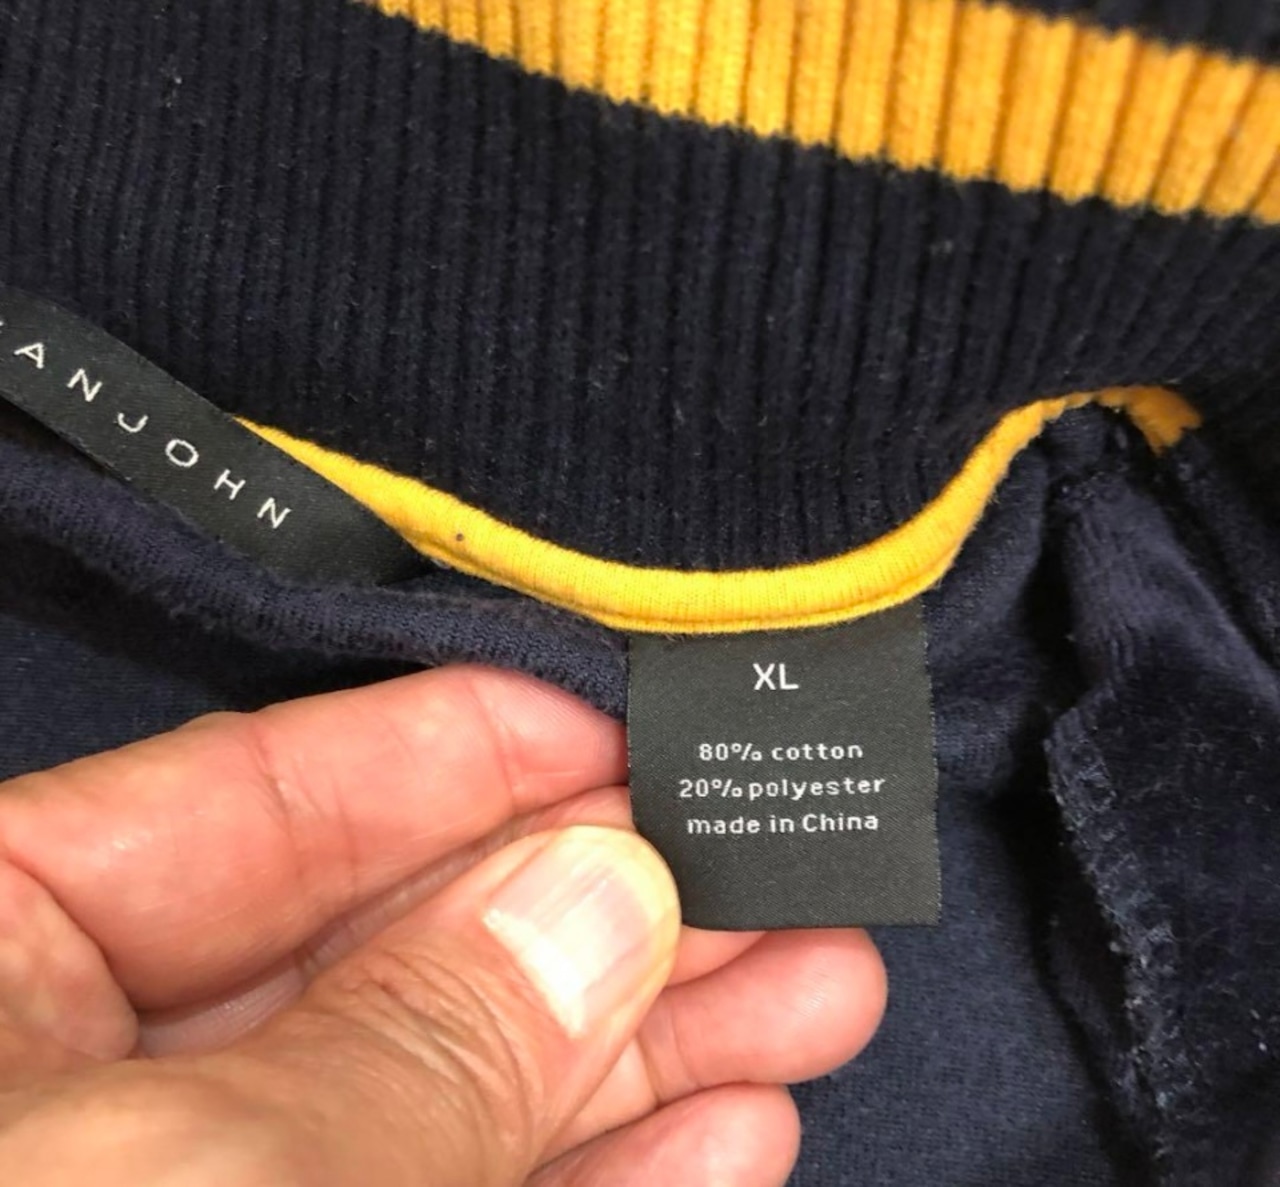 ANJOHN
XL
80% cotton
20% polyester
made in China